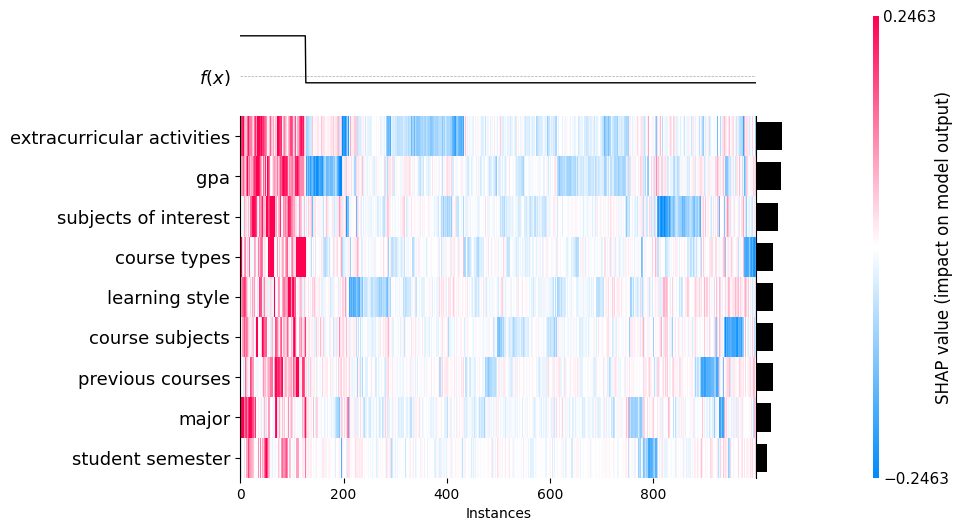 0.2463
f(x)
extracurricular activities
gpa
subjects of interest
course types
learning style
course subjects
previous courses
major
student semester
0 200 400 600 800
Instances
SHAP value (impact on model output)
−0.2463